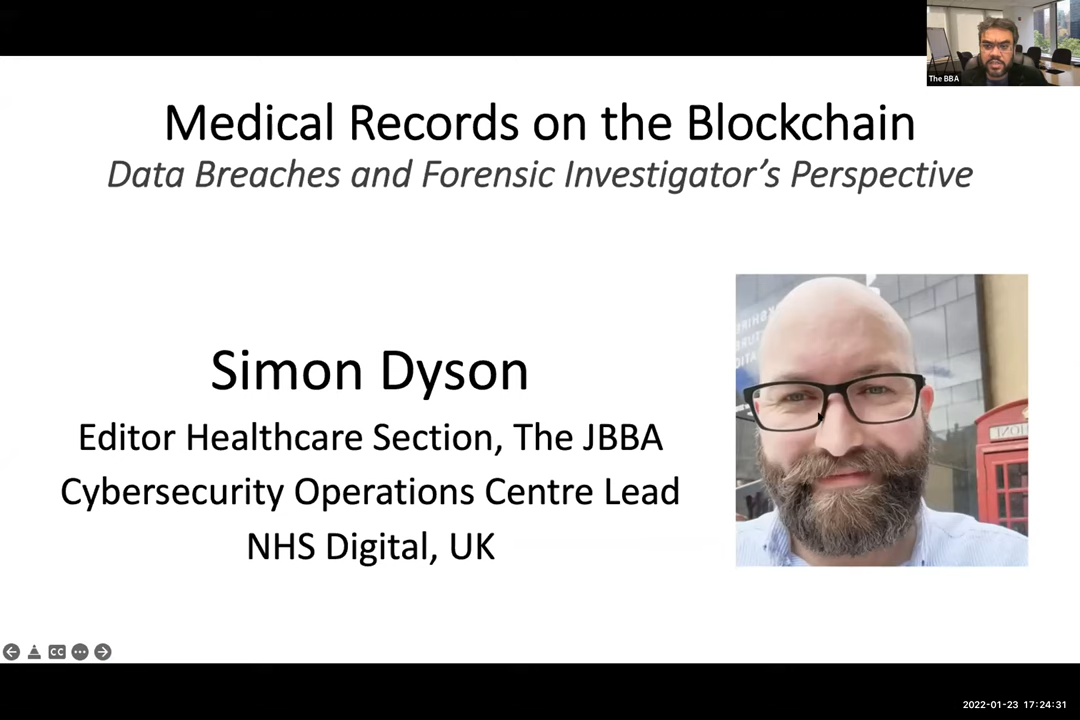 The BBA
Medical Records on the Blockchain
Data Breaches and Forensic Investigator’s Perspective
Simon Dyson
Editor Healthcare Section, The JBBA
Cybersecurity Operations Centre Lead
NHS Digital, UK
CC
2022-01-23 17:24:31